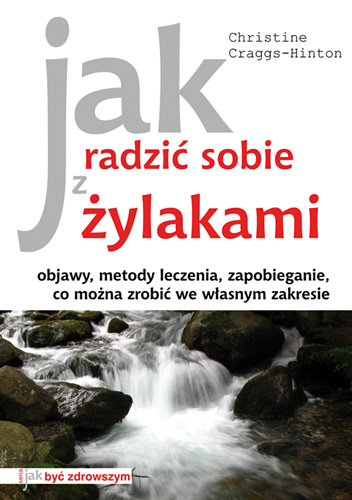 Christine
Craggs-Hinton
jak
radzić sobie
z
żylakami
objawy, metody leczenia, zapobieganie,
co można zrobić we własnym zakresie
seria jak być zdrowszym